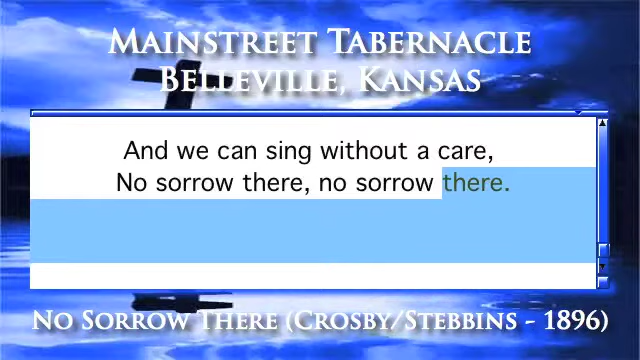 Mainstreet Tabernacle
Belleville, Kansas
And we can sing without a care,
No sorrow there, no sorrow there.
No Sorrow There (Crosby/Stebbins - 1896)